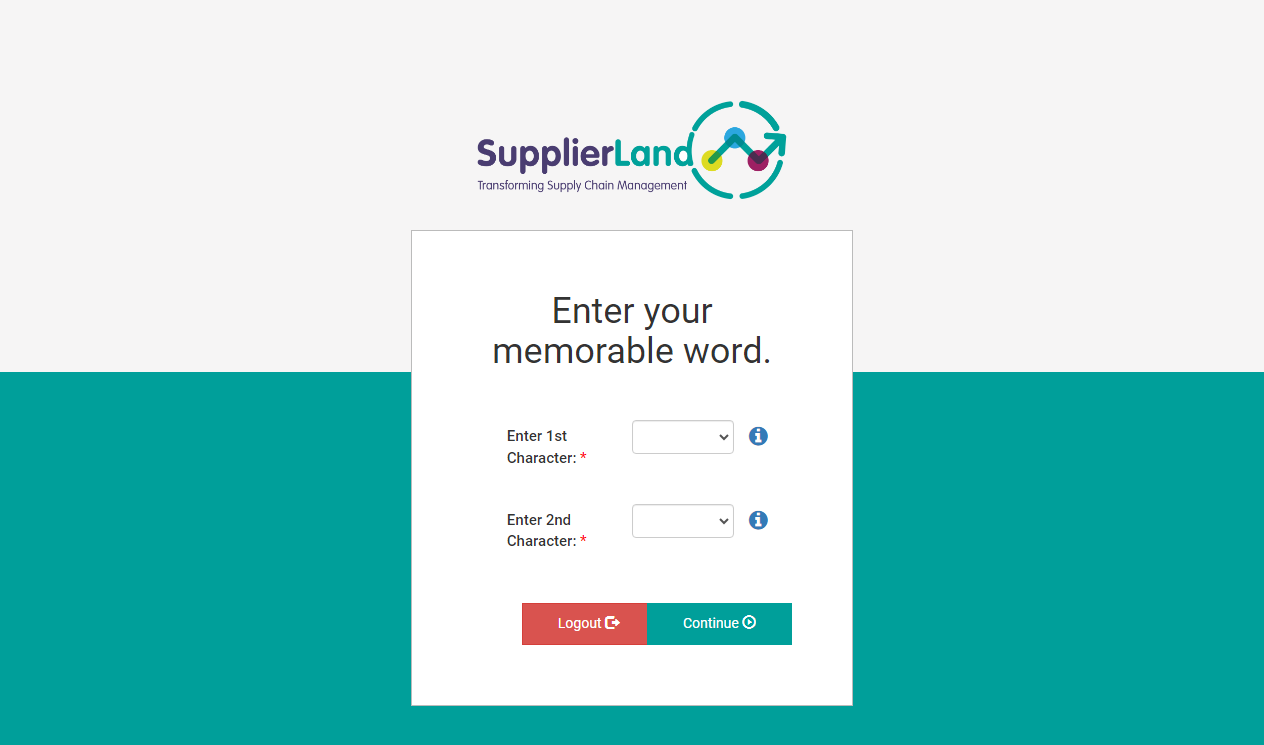 SupplierLand
Transforming Supply Chain Management
Enter your
memorable word.
Enter 1st
Character: *
Enter 2nd
Character: *
Logout
Continue